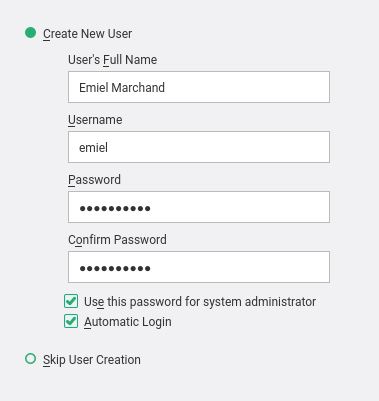 Create New User
User's Full Name
Emiel Marchand
Username
emiel
Password
●●●●●●●●●●
Confirm Password
●●●●●●●●●●
Use this password for system administrator
Automatic Login
Skip User Creation